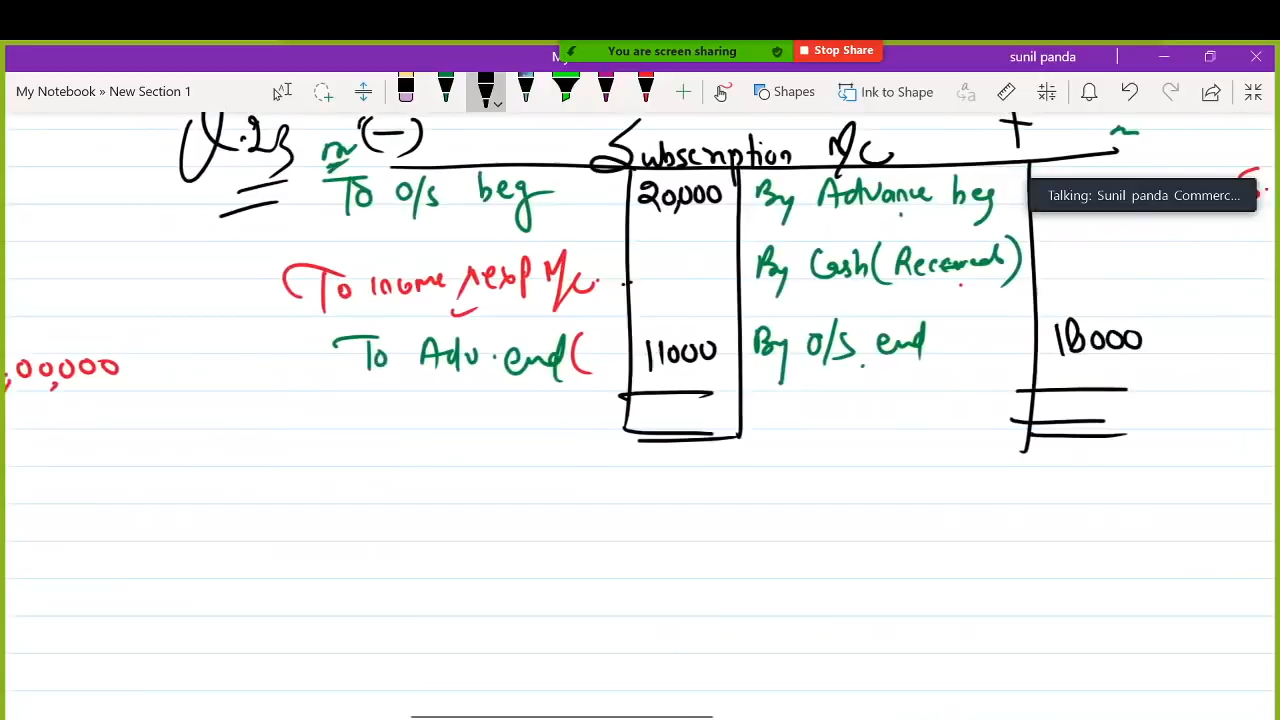 You are screen sharing
Stop Share
My
sunil panda
My Notebook » New Section 1
Shapes
Ink to Shape
Q.23
(-)
Subscription A/c
+
To O/s beg 20,000 By Advance beg
Talking: Sunil panda Commerc...
By Cash (Received)
To income
To Adv. end ( 11000 By O/s end 18000
,00,000